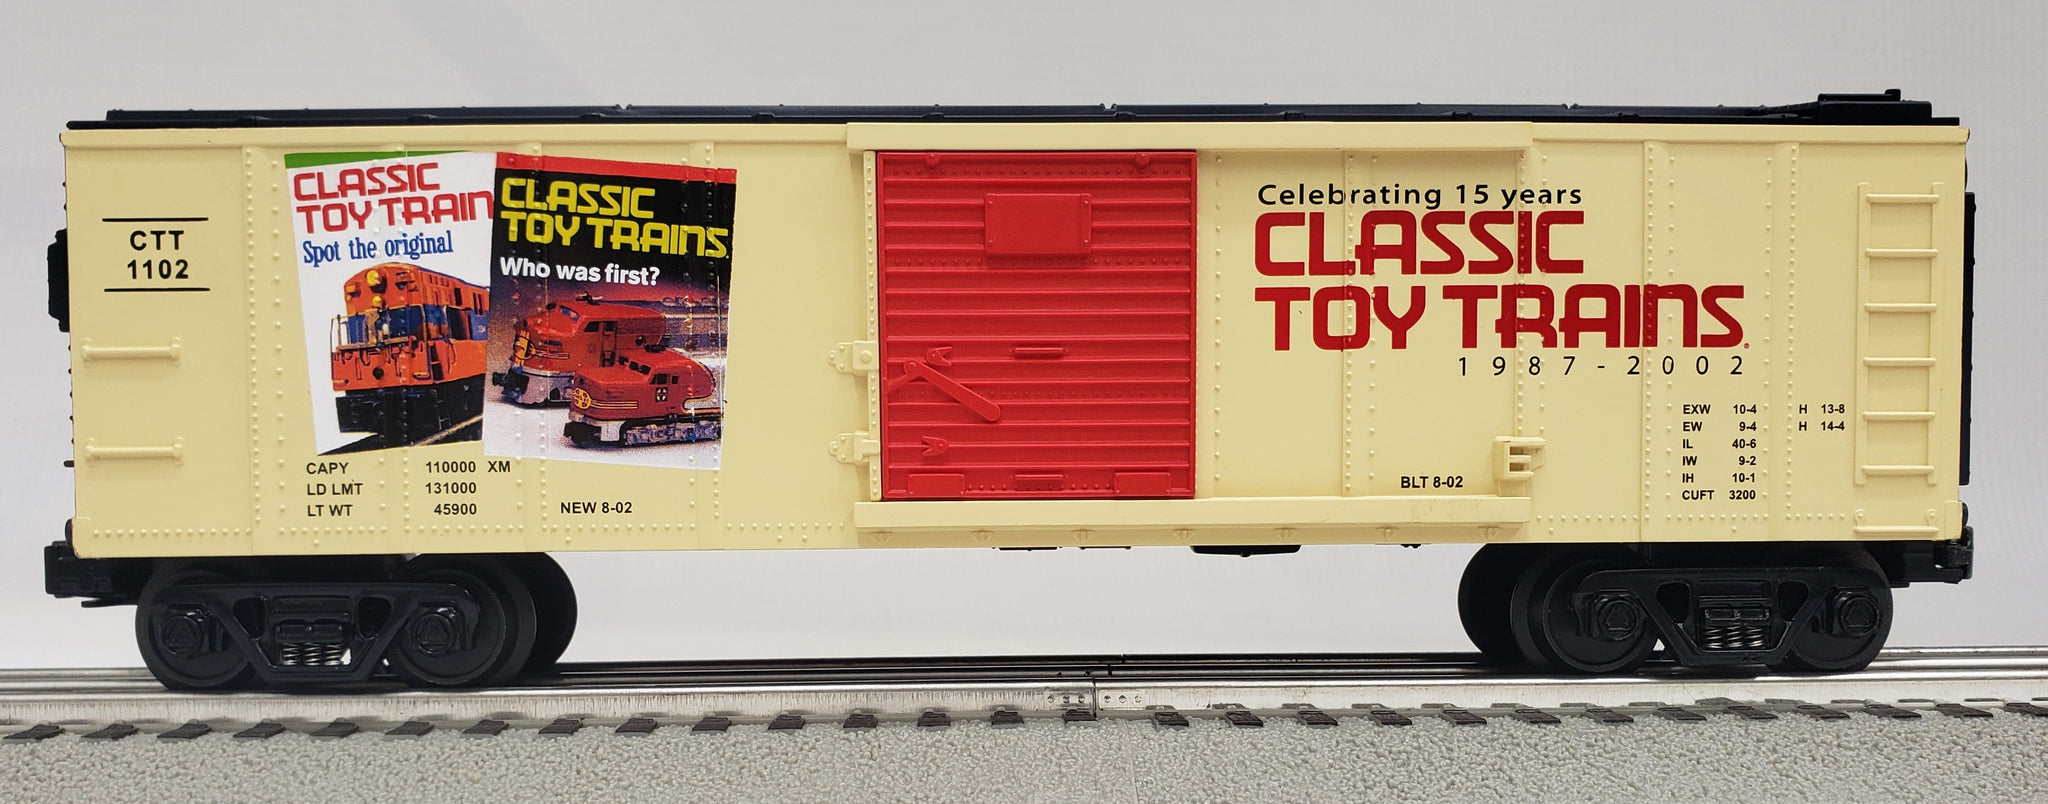 CTT
1102
CLASSIC
TOY TRAIN
Spot the original
CLASSIC
TOY TRAINS
Who was first?
CAPY 110000 XM
LD LMT 131000
LT WT 45900
NEW 8-02
Celebrating 15 years
CLASSIC
TOY TRAINS®
1987-2002
BLT 8-02
EXW 10-4 H 13-8
EW 9-4 H 14-4
IL 40-6
IW 9-2
IH 10-1
CUFT 3200